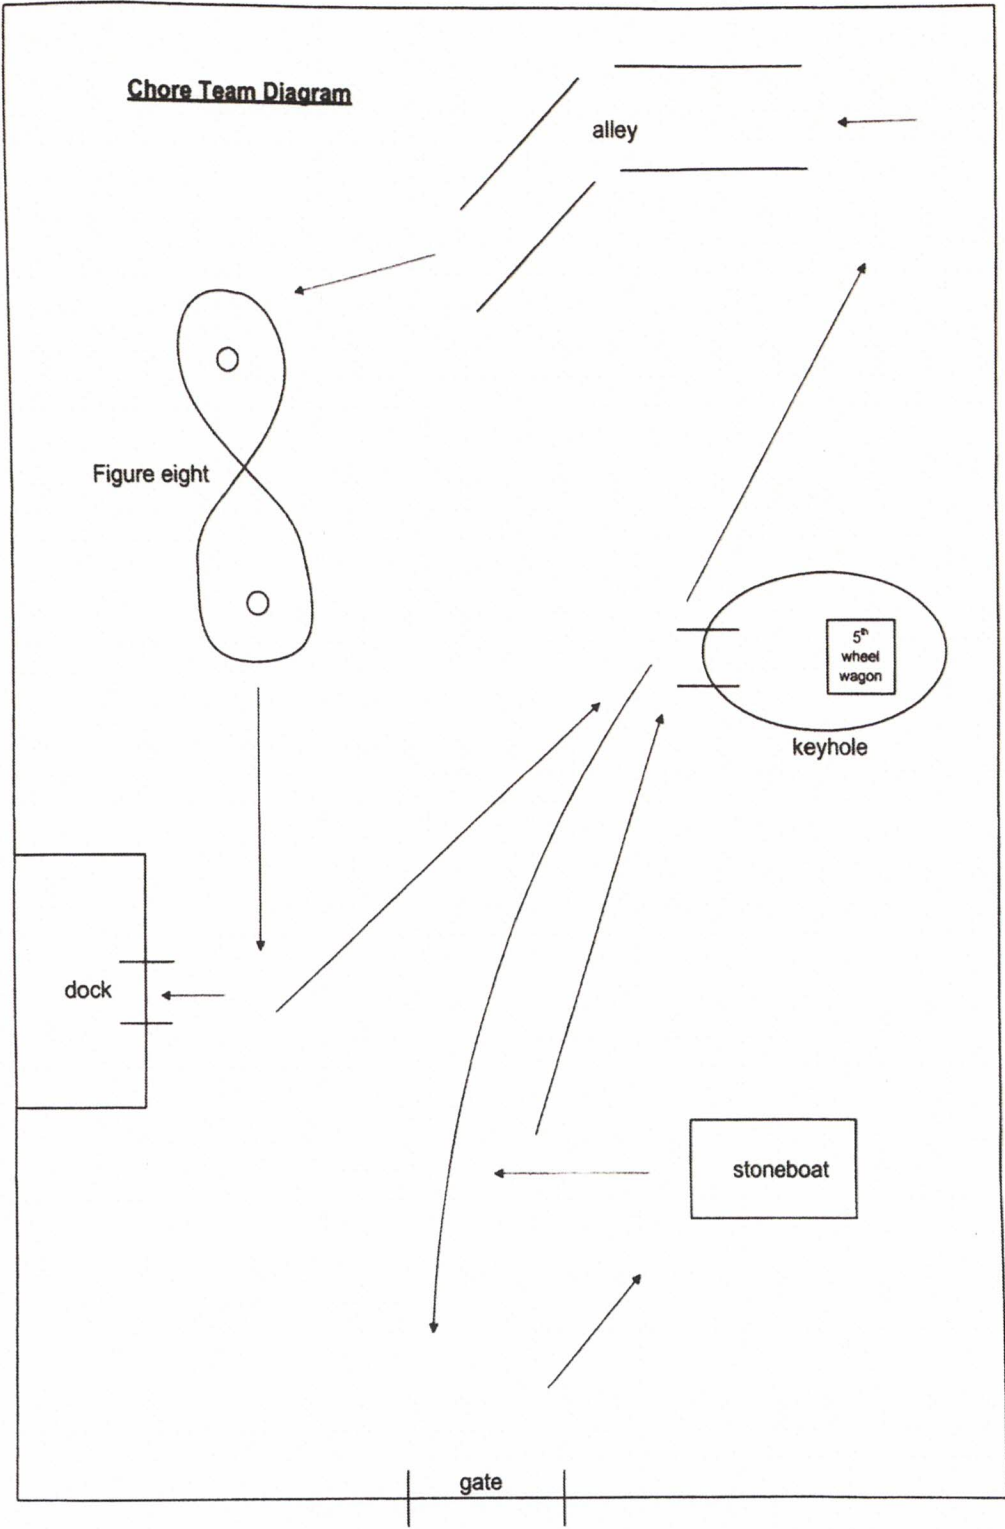 Chore Team Diagram
alley
Figure eight
5th
wheel
wagon
keyhole
dock
stoneboat
gate